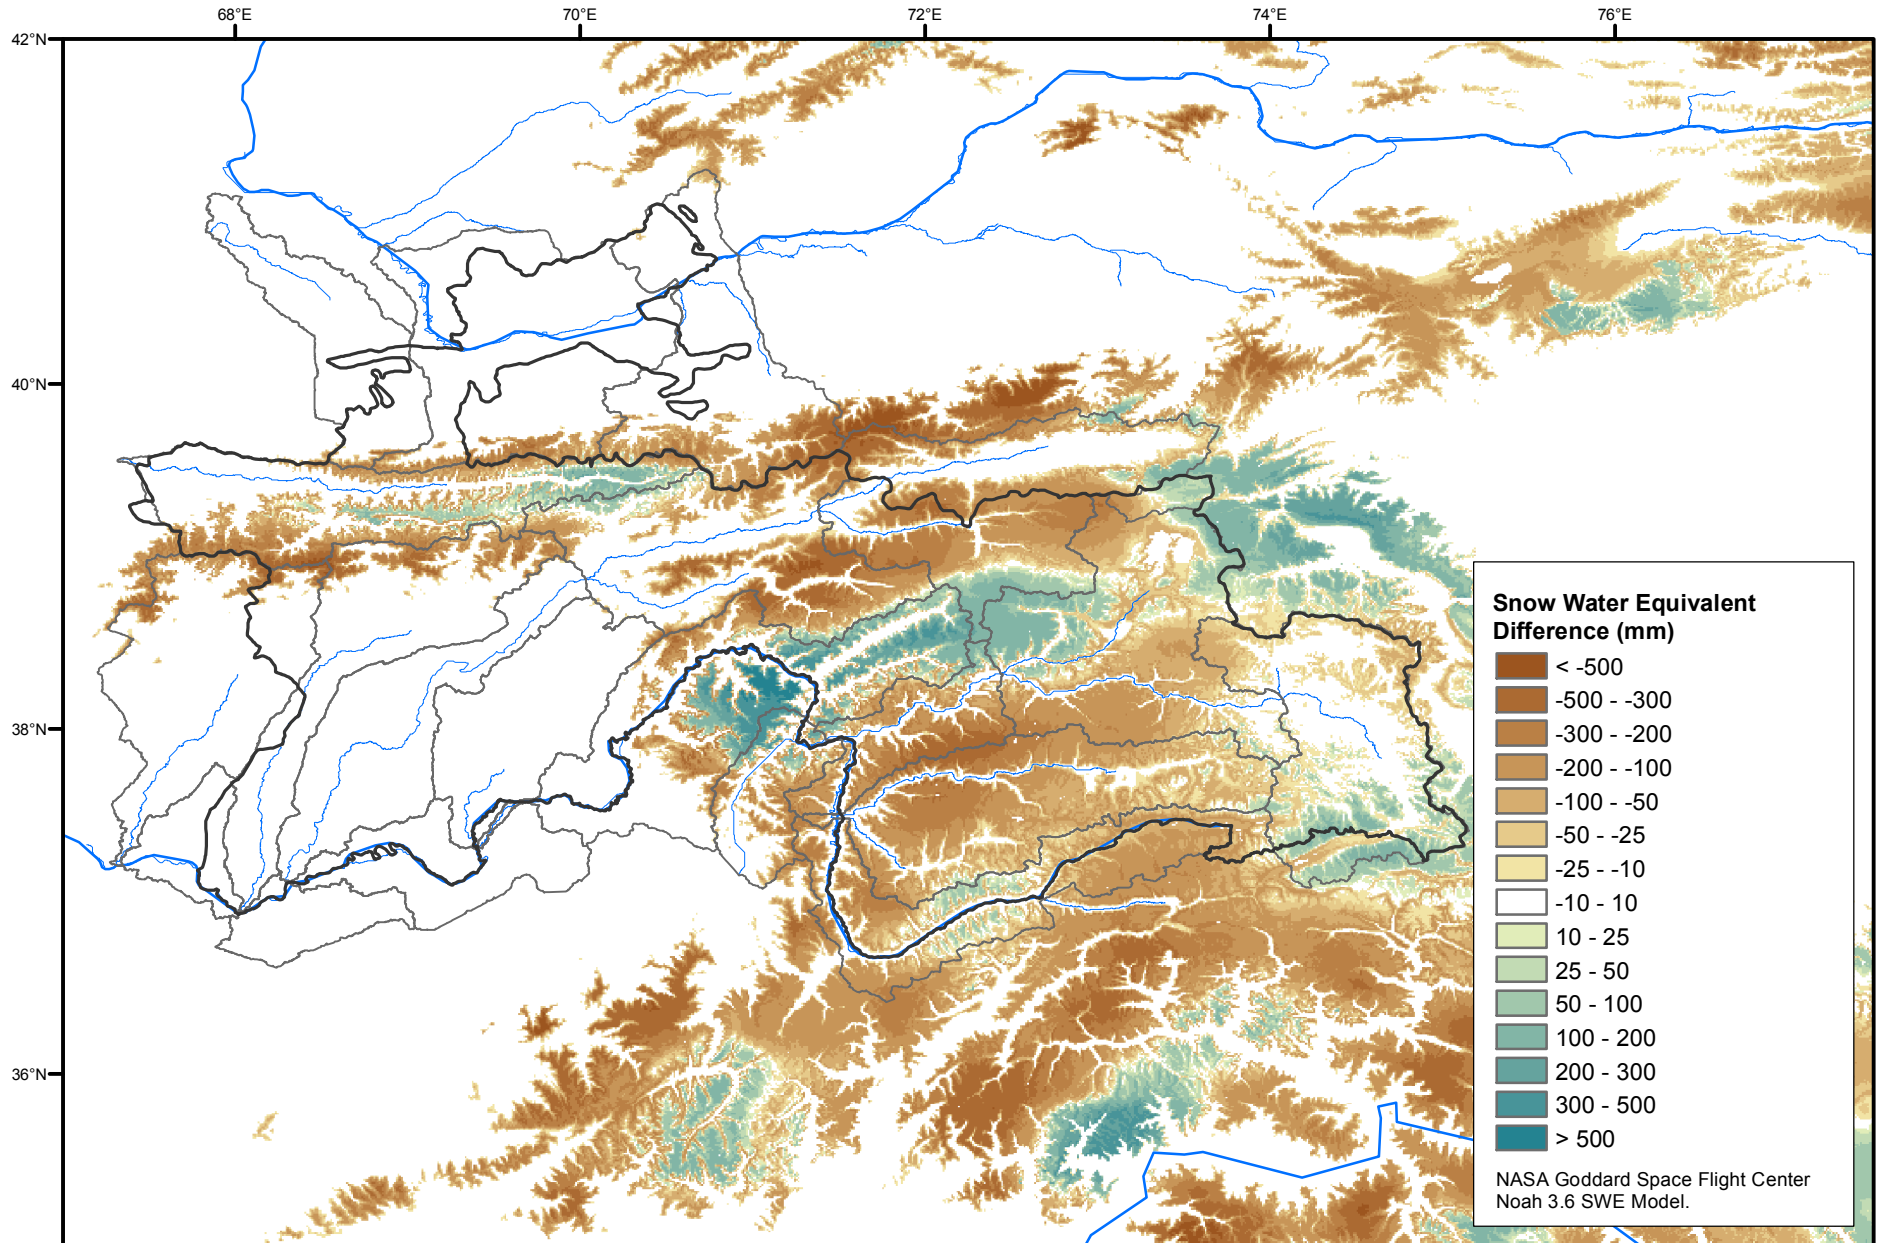 68°E
70°E
72°E
74°E
76°E
42°N
40°N
38°N
36°N
Snow Water Equivalent
Difference (mm)
< -500
-500 - -300
-300 - -200
-200 - -100
-100 - -50
-50 - -25
-25 - -10
-10 - 10
10 - 25
25 - 50
50 - 100
100 - 200
200 - 300
300 - 500
> 500
NASA Goddard Space Flight Center
Noah 3.6 SWE Model.